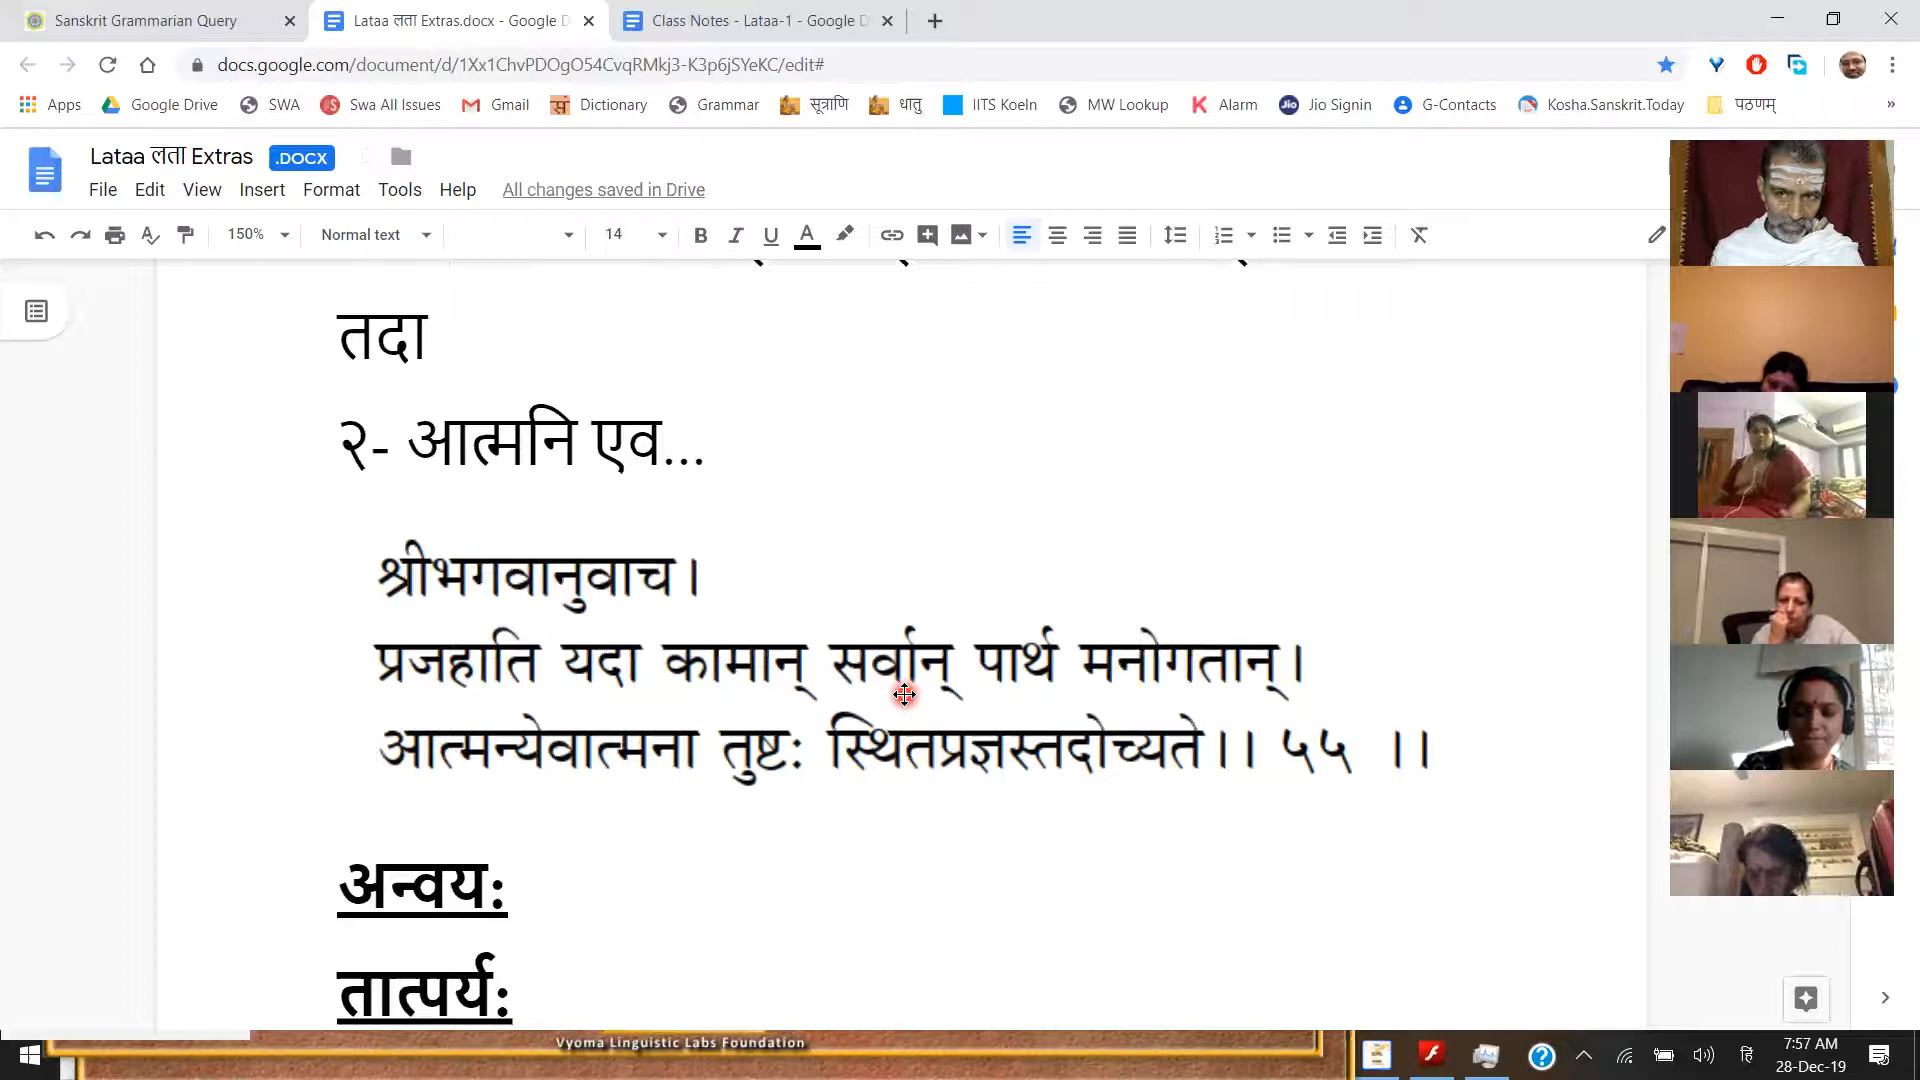 Sanskrit Grammarian Query
Lataa लता Extras.docx - Google D
Class Notes - Lataa-1 - Google D
docs.google.com/document/d/1Xx1ChvPDOgO54CvqRMkj3-K3p6jSYeKC/edit#
Apps Google Drive SWA Swa All Issues Gmail Dictionary Grammar सूत्राणि धातु IITS Koeln MW Lookup Alarm Jio Signin G-Contacts Kosha.Sanskrit.Today पठणम् »
Lataa लता Extras .DOCX
File Edit View Insert Format Tools Help All changes saved in Drive
150% Normal text 14 B I U A
तदा
२- आत्मनि एव...
श्रीभगवानुवाच।
प्रजहाति यदा कामान् सर्वान् पार्थ मनोगतान्।
आत्मन्येवात्मना तुष्टः स्थितप्रज्ञस्तदोच्यते।। ५५ ।।
अन्वयः
तात्पर्यः
Vyoma Linguistic Labs Foundation
हि
7:57 AM
28-Dec-19